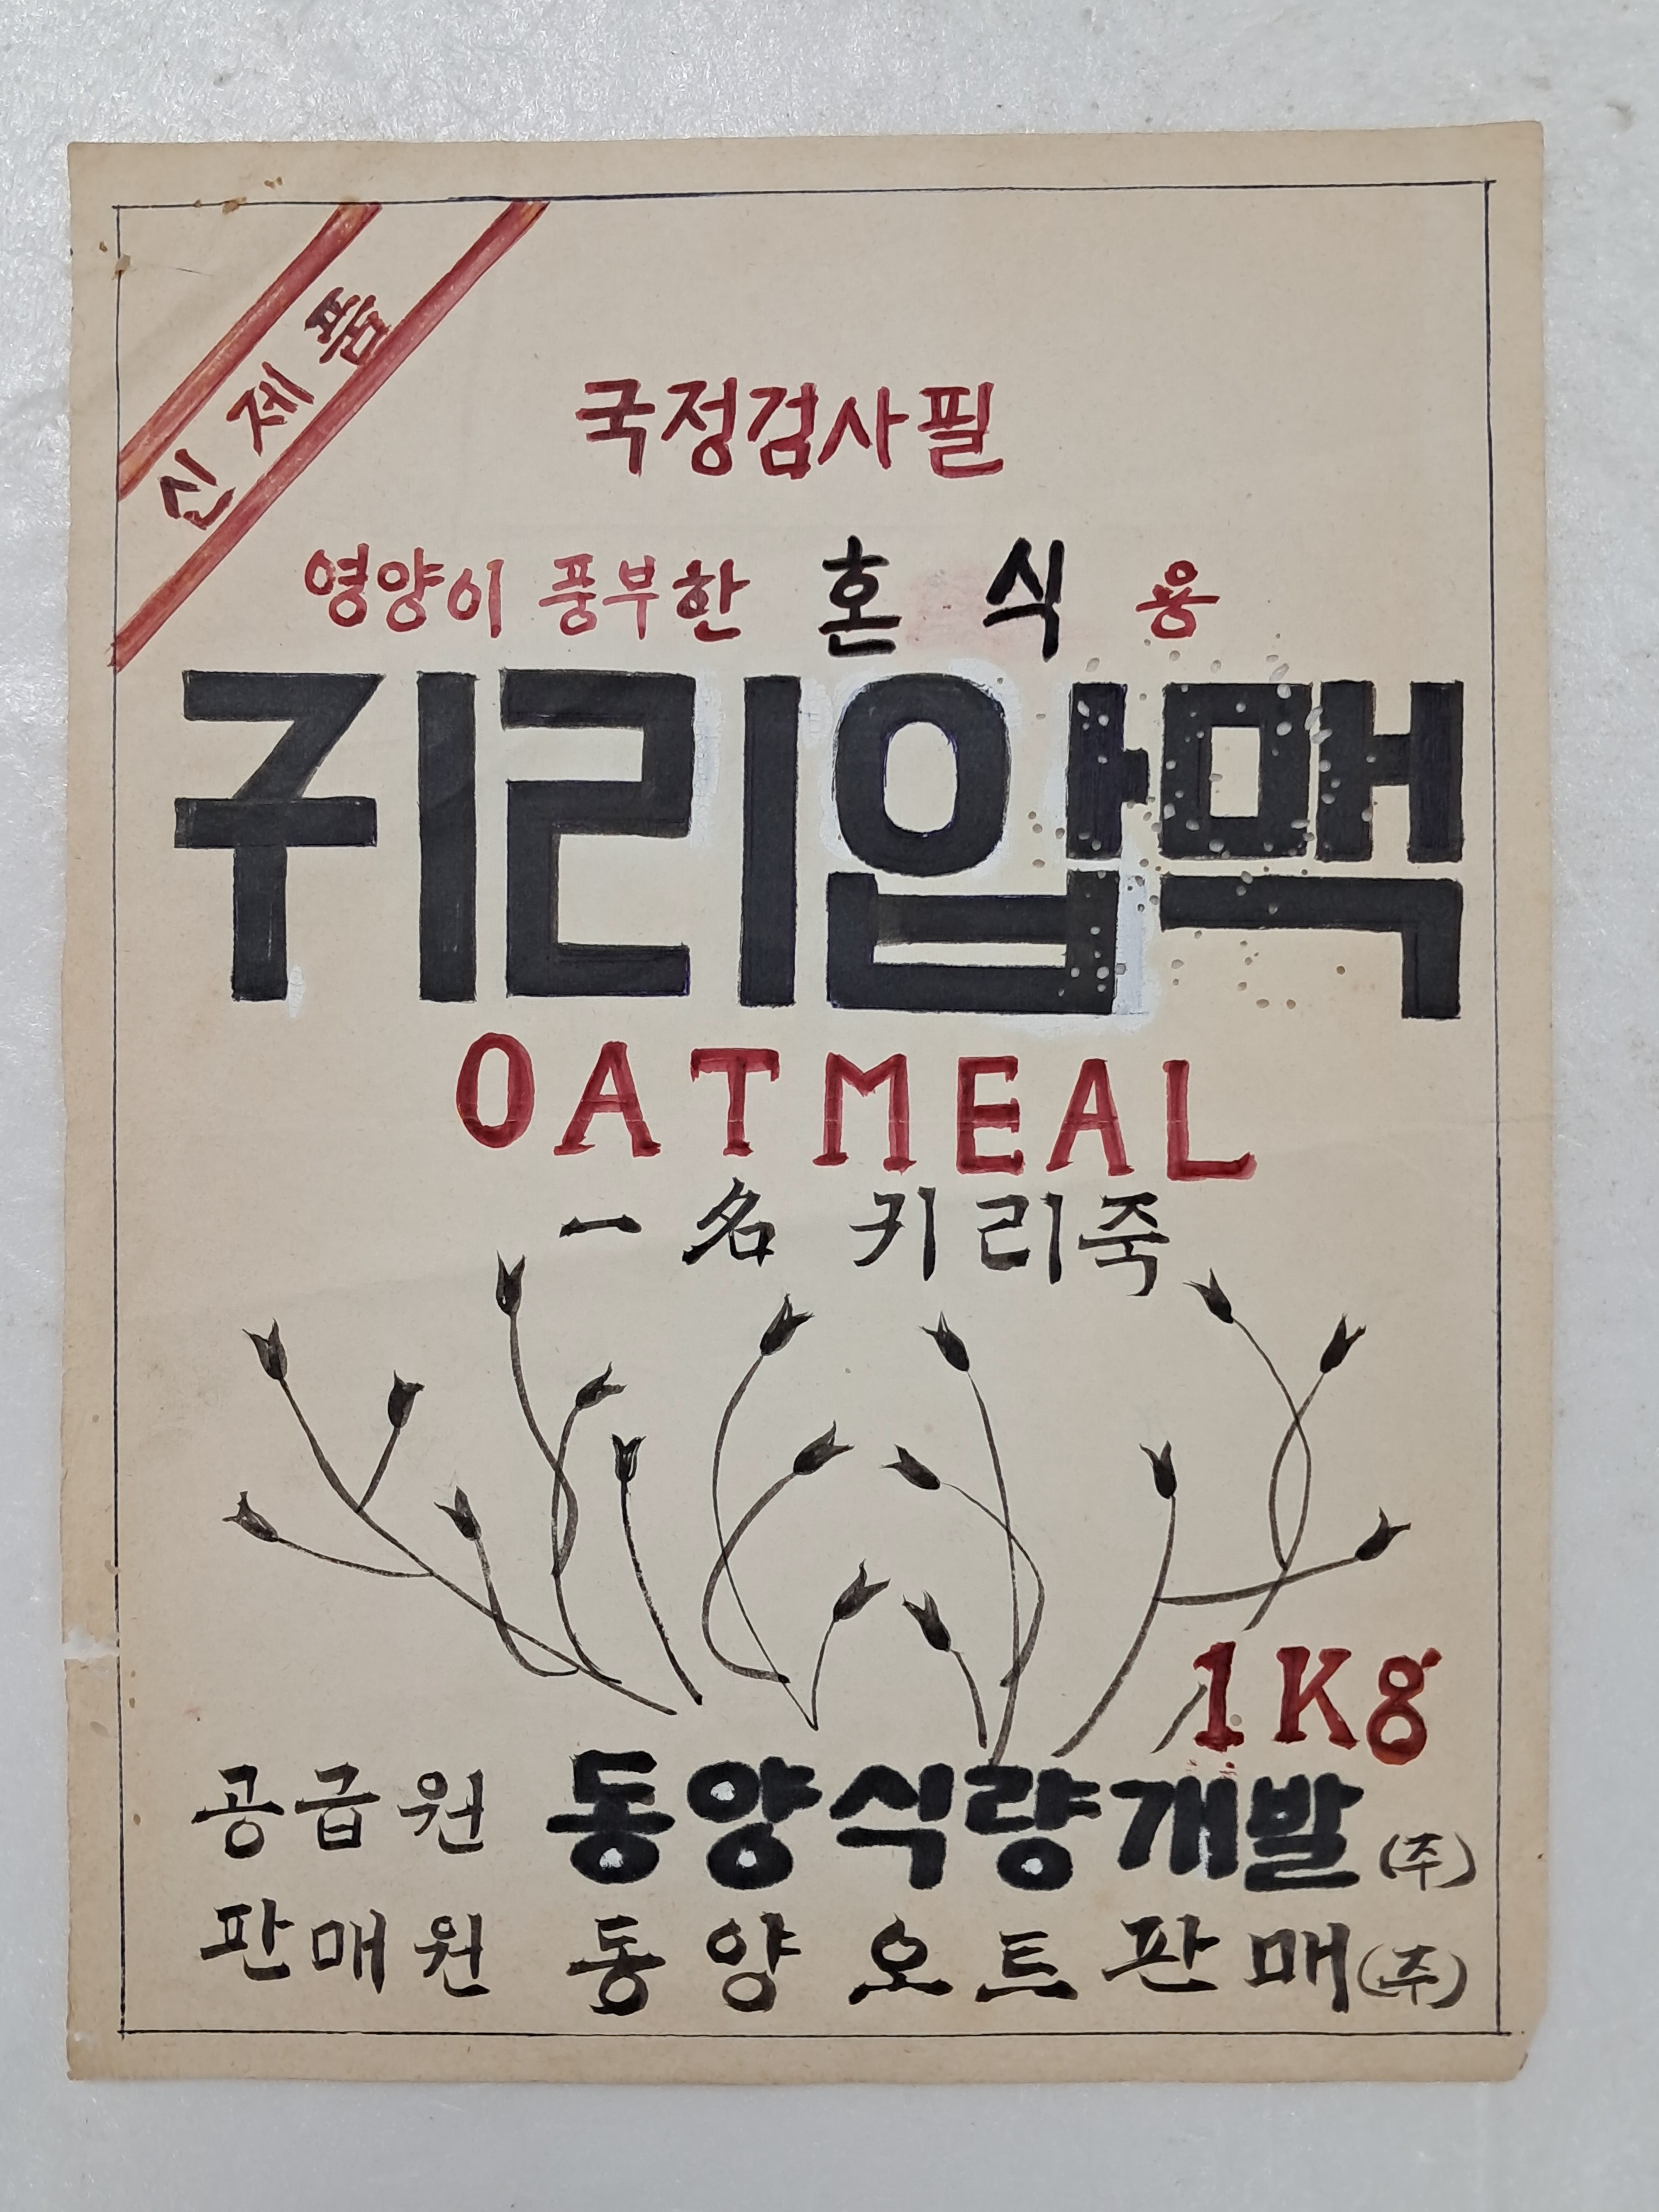 신제품
국정검사필
영양이 풍부한 혼식용
퀴리압맥
OATMEAL
一名 키리죽
1Kg
공급원 동양식량개발(주)
판매원 동양오트판매(주)